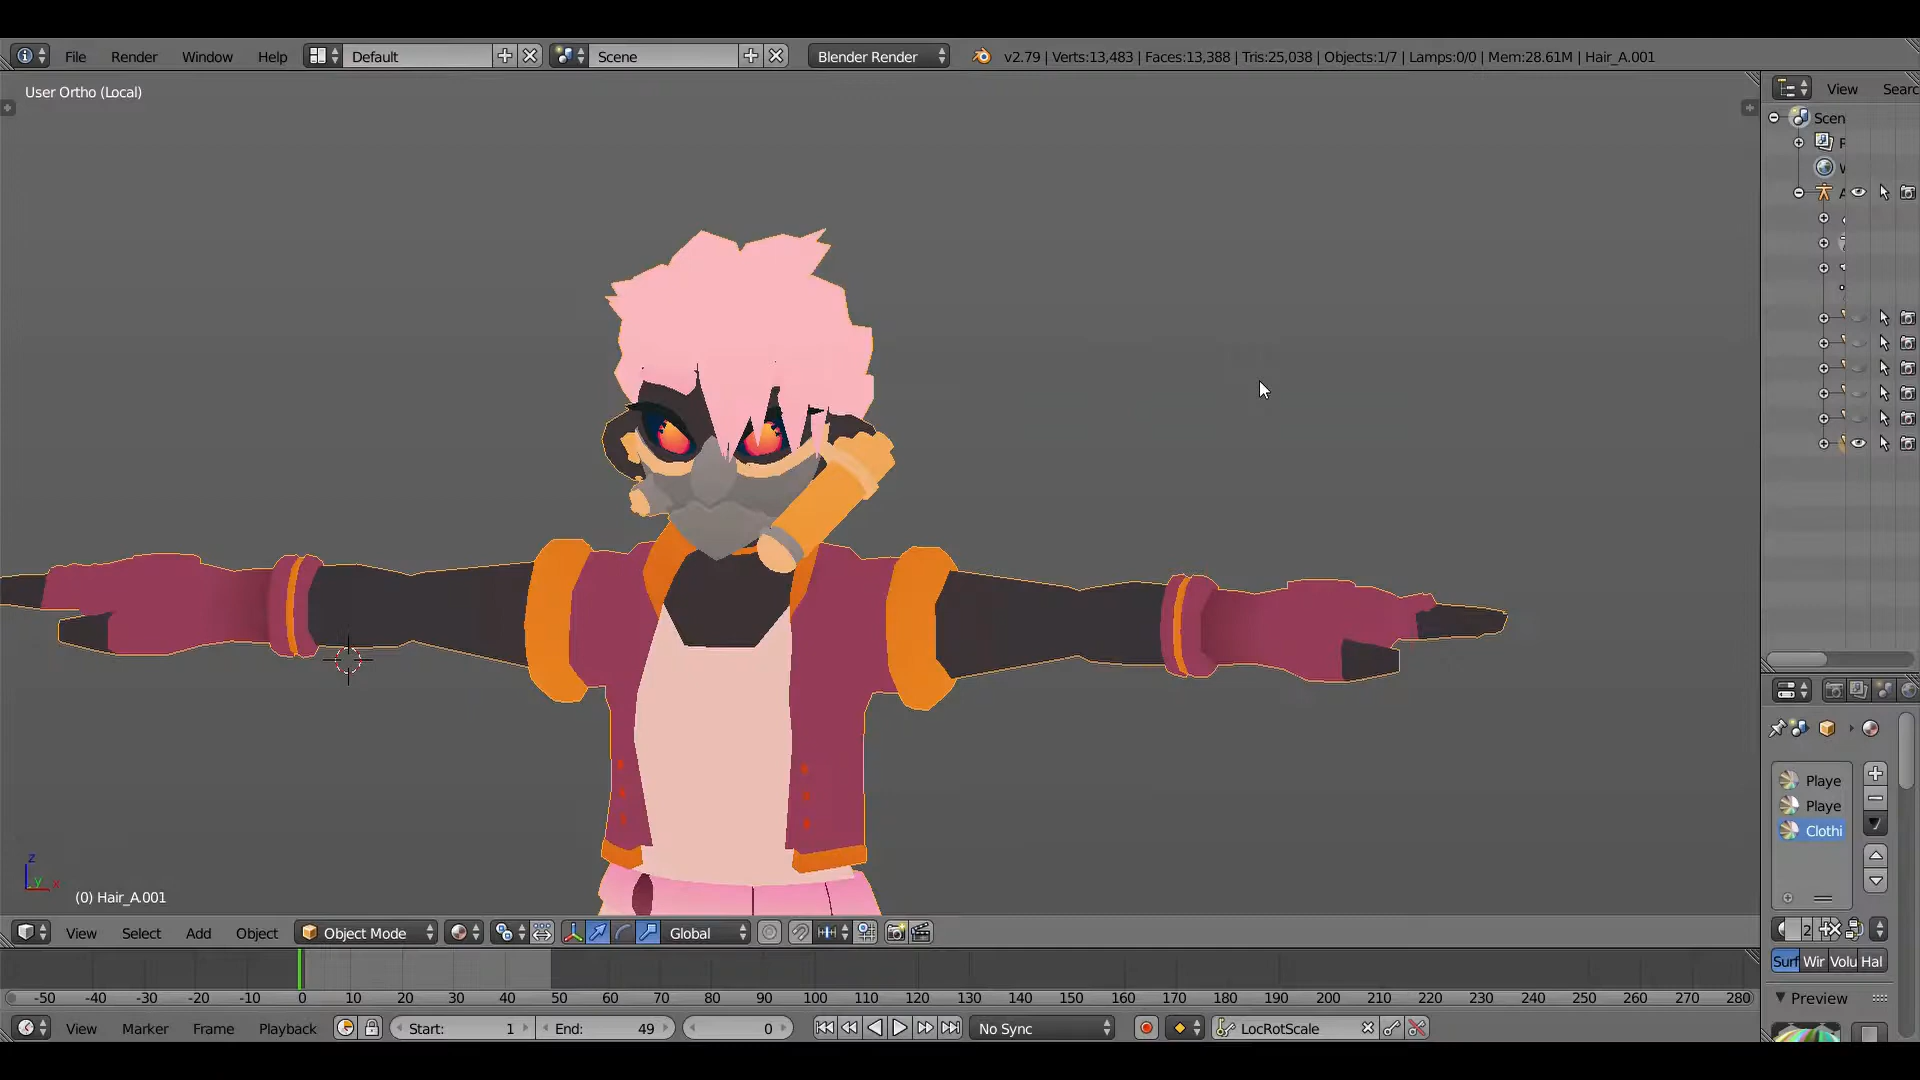 File Render Window Help Default Scene Blender Render v2.79 | Verts:13,483 | Faces:13,388 | Tris:25,038 | Objects:1/7 | Lamps:0/0 | Mem:28.61M | Hair_A.001
User Ortho (Local)
View Searc
Scen
Playe
Playe
Clothi
z
y x
(0) Hair_A.001
View Select Add Object Object Mode Global
2
Surf Wir Volu Hal
-50 -40 -30 -20 -10 0 10 20 30 40 50 60 70 80 90 100 110 120 130 140 150 160 170 180 190 200 210 220 230 240 250 260 270 280
Preview
View Marker Frame Playback Start: 1 End: 49 0 No Sync LocRotScale